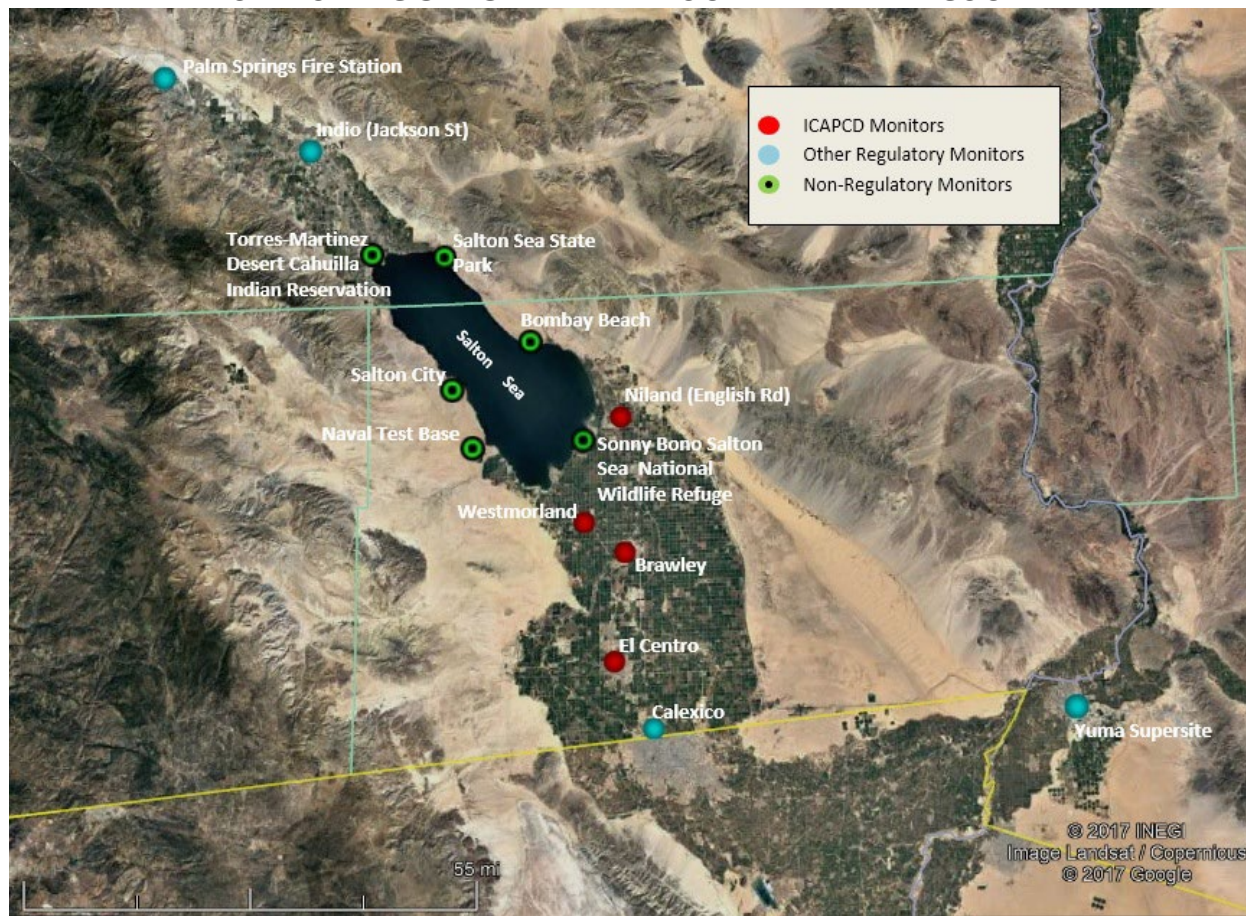 Palm Springs Fire Station
Indio (Jackson St)
ICAPCD Monitors
Other Regulatory Monitors
Non-Regulatory Monitors
Torres-Martinez
Desert Cahuilla
Indian Reservation
Salton Sea State
Park
Bombay Beach
Salton Sea
Salton City
Niland (English Rd)
Naval Test Base
Sonny Bono Salton
Sea National
Wildlife Refuge
Westmorland
Brawley
El Centro
Calexico
Yuma Supersite
© 2017 INEGI
Image Landsat / Copernicus
© 2017 Google
55 mi